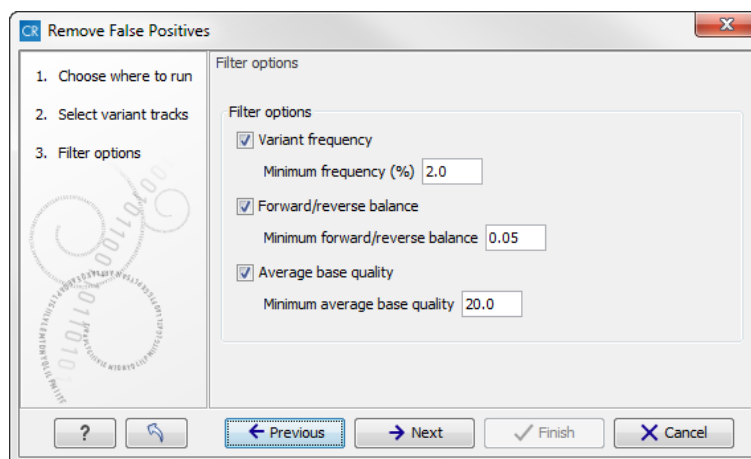 CR Remove False Positives
1. Choose where to run
2. Select variant tracks
3. Filter options
Filter options
Filter options
Variant frequency
Minimum frequency (%) 2.0
Forward/reverse balance
Minimum forward/reverse balance 0.05
Average base quality
Minimum average base quality 20.0
? Previous Next Finish Cancel